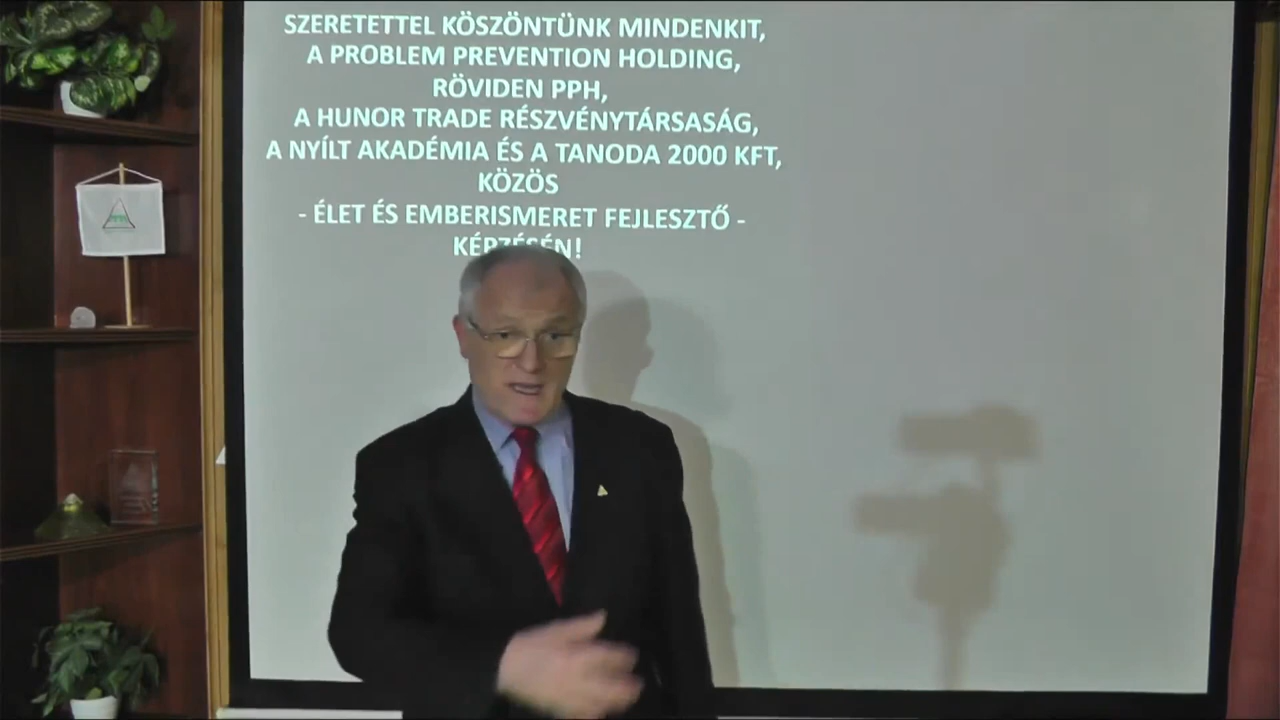 SZERETETTEL KÖSZÖNTÜNK MINDENKIT,
A PROBLEM PREVENTION HOLDING,
RÖVIDEN PPH,
A HUNOR TRADE RÉSZVÉNYTÁRSASÁG,
A NYÍLT AKADÉMIA ÉS A TANODA 2000 KFT,
KÖZÖS
- ÉLET ÉS EMBERISMERET FEJLESZTŐ -
KÉPZÉSÉN!